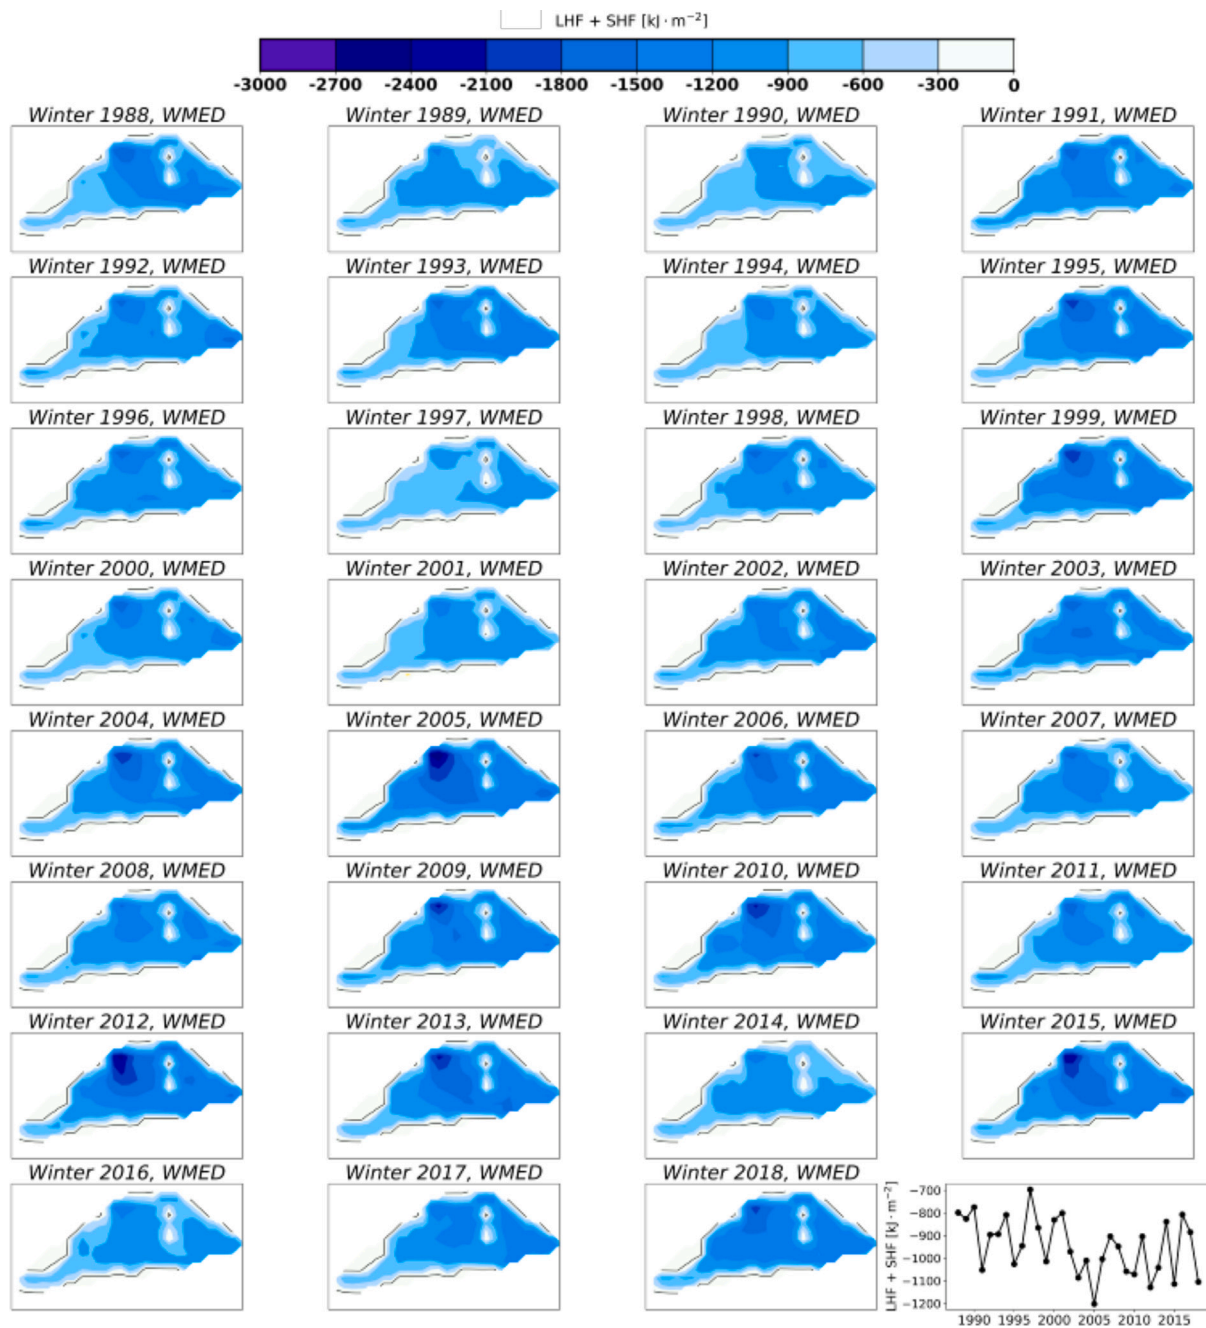 LHF + SHF [kJ · m⁻²]
-3000 -2700 -2400 -2100 -1800 -1500 -1200 -900 -600 -300 0
Winter 1988, WMED Winter 1989, WMED Winter 1990, WMED Winter 1991, WMED
Winter 1992, WMED Winter 1993, WMED Winter 1994, WMED Winter 1995, WMED
Winter 1996, WMED Winter 1997, WMED Winter 1998, WMED Winter 1999, WMED
Winter 2000, WMED Winter 2001, WMED Winter 2002, WMED Winter 2003, WMED
Winter 2004, WMED Winter 2005, WMED Winter 2006, WMED Winter 2007, WMED
Winter 2008, WMED Winter 2009, WMED Winter 2010, WMED Winter 2011, WMED
Winter 2012, WMED Winter 2013, WMED Winter 2014, WMED Winter 2015, WMED
Winter 2016, WMED Winter 2017, WMED Winter 2018, WMED
LHF + SHF [kJ · m⁻²]
−700
−800
−900
−1000
−1100
−1200
1990 1995 2000 2005 2010 2015